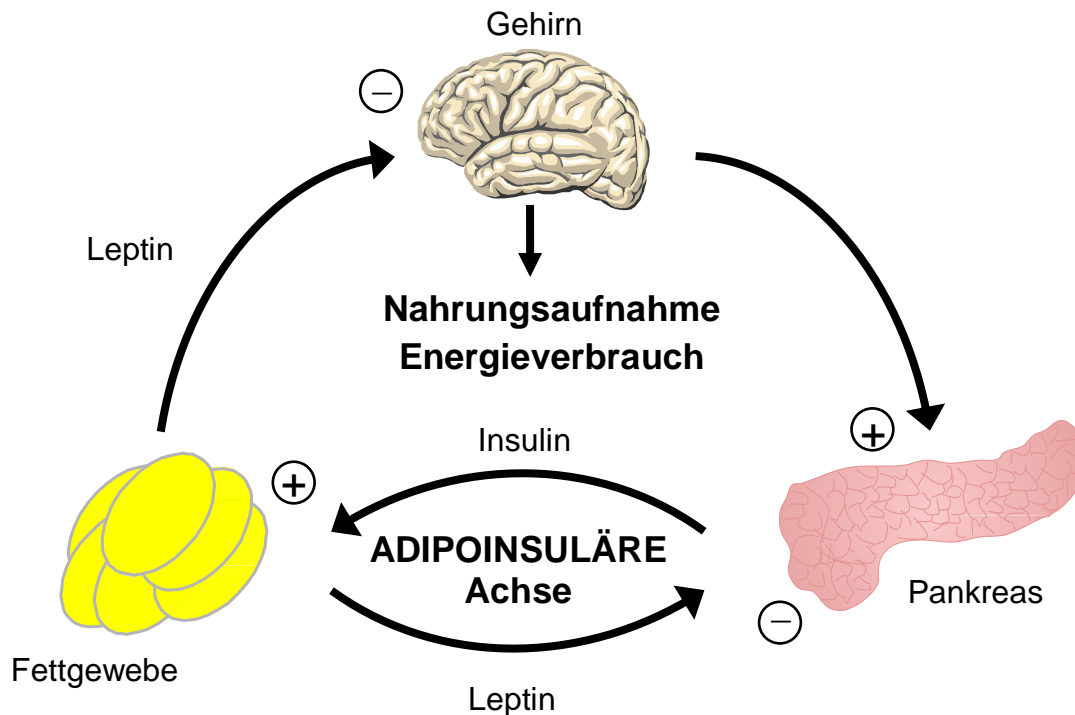 Gehirn
−
Leptin
Nahrungsaufnahme
Energieverbrauch
+
Insulin
+
ADIPOINSULÄRE
Achse
Pankreas
−
Fettgewebe
Leptin